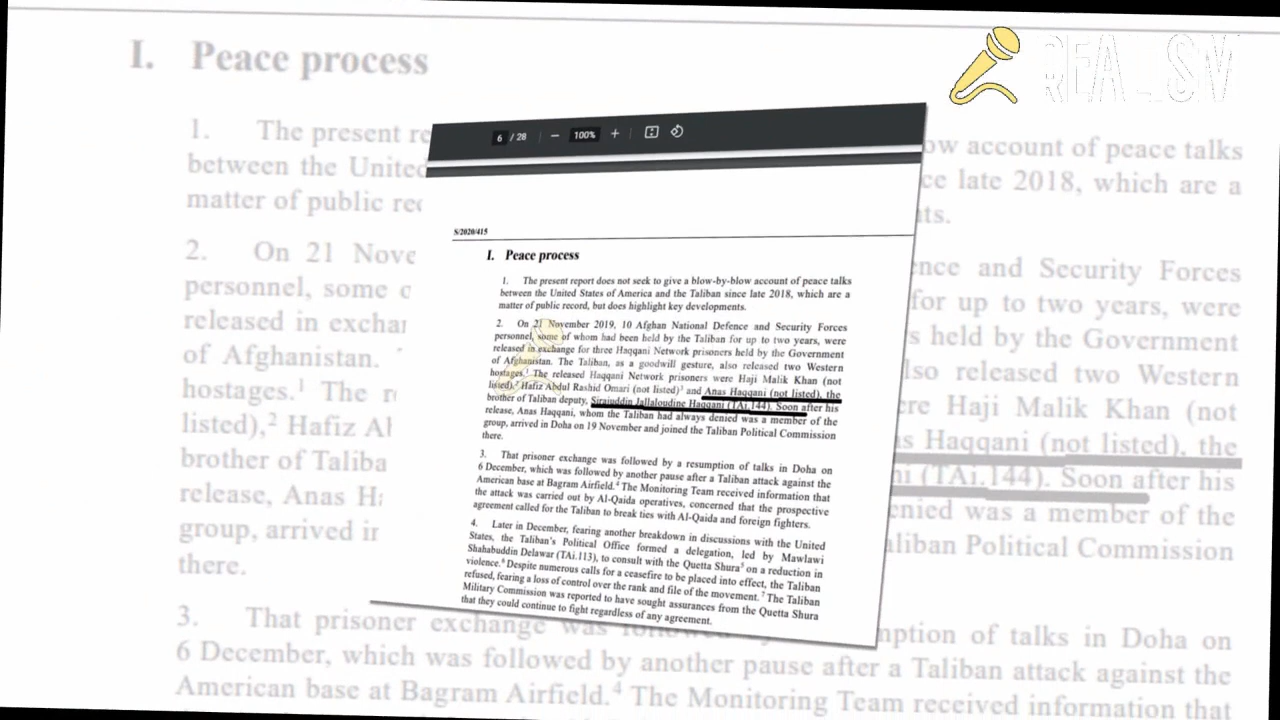 REALISM
I. Peace process
1. The present re
between the United
matter of public rec
2. On 21 Nove
personnel, some o
released in exchan
of Afghanistan.
hostages.¹ The re
listed),² Hafiz Al
brother of Taliba
release, Anas Ha
group, arrived in
there.
ow account of peace talks
ce late 2018, which are a
ts.
nce and Security Forces
for up to two years, were
s held by the Government
lso released two Western
re Haji Malik Khan (not
s Haqqani (not listed), the
ni (TAi.144). Soon after his
enied was a member of the
aliban Political Commission
3. That prisoner exchange was followed by a resumption of talks in Doha on
6 December, which was followed by another pause after a Taliban attack against the
American base at Bagram Airfield.⁴ The Monitoring Team received information that
6 / 28 − 100% +
S/2020/415
I. Peace process
1. The present report does not seek to give a blow-by-blow account of peace talks
between the United States of America and the Taliban since late 2018, which are a
matter of public record, but does highlight key developments.
2. On 21 November 2019, 10 Afghan National Defence and Security Forces
personnel, some of whom had been held by the Taliban for up to two years, were
released in exchange for three Haqqani Network prisoners held by the Government
of Afghanistan. The Taliban, as a goodwill gesture, also released two Western
hostages.¹ The released Haqqani Network prisoners were Haji Malik Khan (not
listed),² Hafiz Abdul Rashid Omari (not listed)³ and Anas Haqqani (not listed), the
brother of Taliban deputy, Sirajuddin Jallaloudine Haqqani (TAi.144). Soon after his
release, Anas Haqqani, whom the Taliban had always denied was a member of the
group, arrived in Doha on 19 November and joined the Taliban Political Commission
there.
3. That prisoner exchange was followed by a resumption of talks in Doha on
6 December, which was followed by another pause after a Taliban attack against the
American base at Bagram Airfield.⁴ The Monitoring Team received information that
the attack was carried out by Al-Qaida operatives, concerned that the prospective
agreement called for the Taliban to break ties with Al-Qaida and foreign fighters.
4. Later in December, fearing another breakdown in discussions with the United
States, the Taliban's Political Office formed a delegation, led by Mawlawi
Shahabuddin Delawar (TAi.113), to consult with the Quetta Shura⁵ on a reduction in
violence.⁶ Despite numerous calls for a ceasefire to be placed into effect, the Taliban
refused, fearing a loss of control over the rank and file of the movement.⁷ The Taliban
Military Commission was reported to have sought assurances from the Quetta Shura
that they could continue to fight regardless of any agreement.